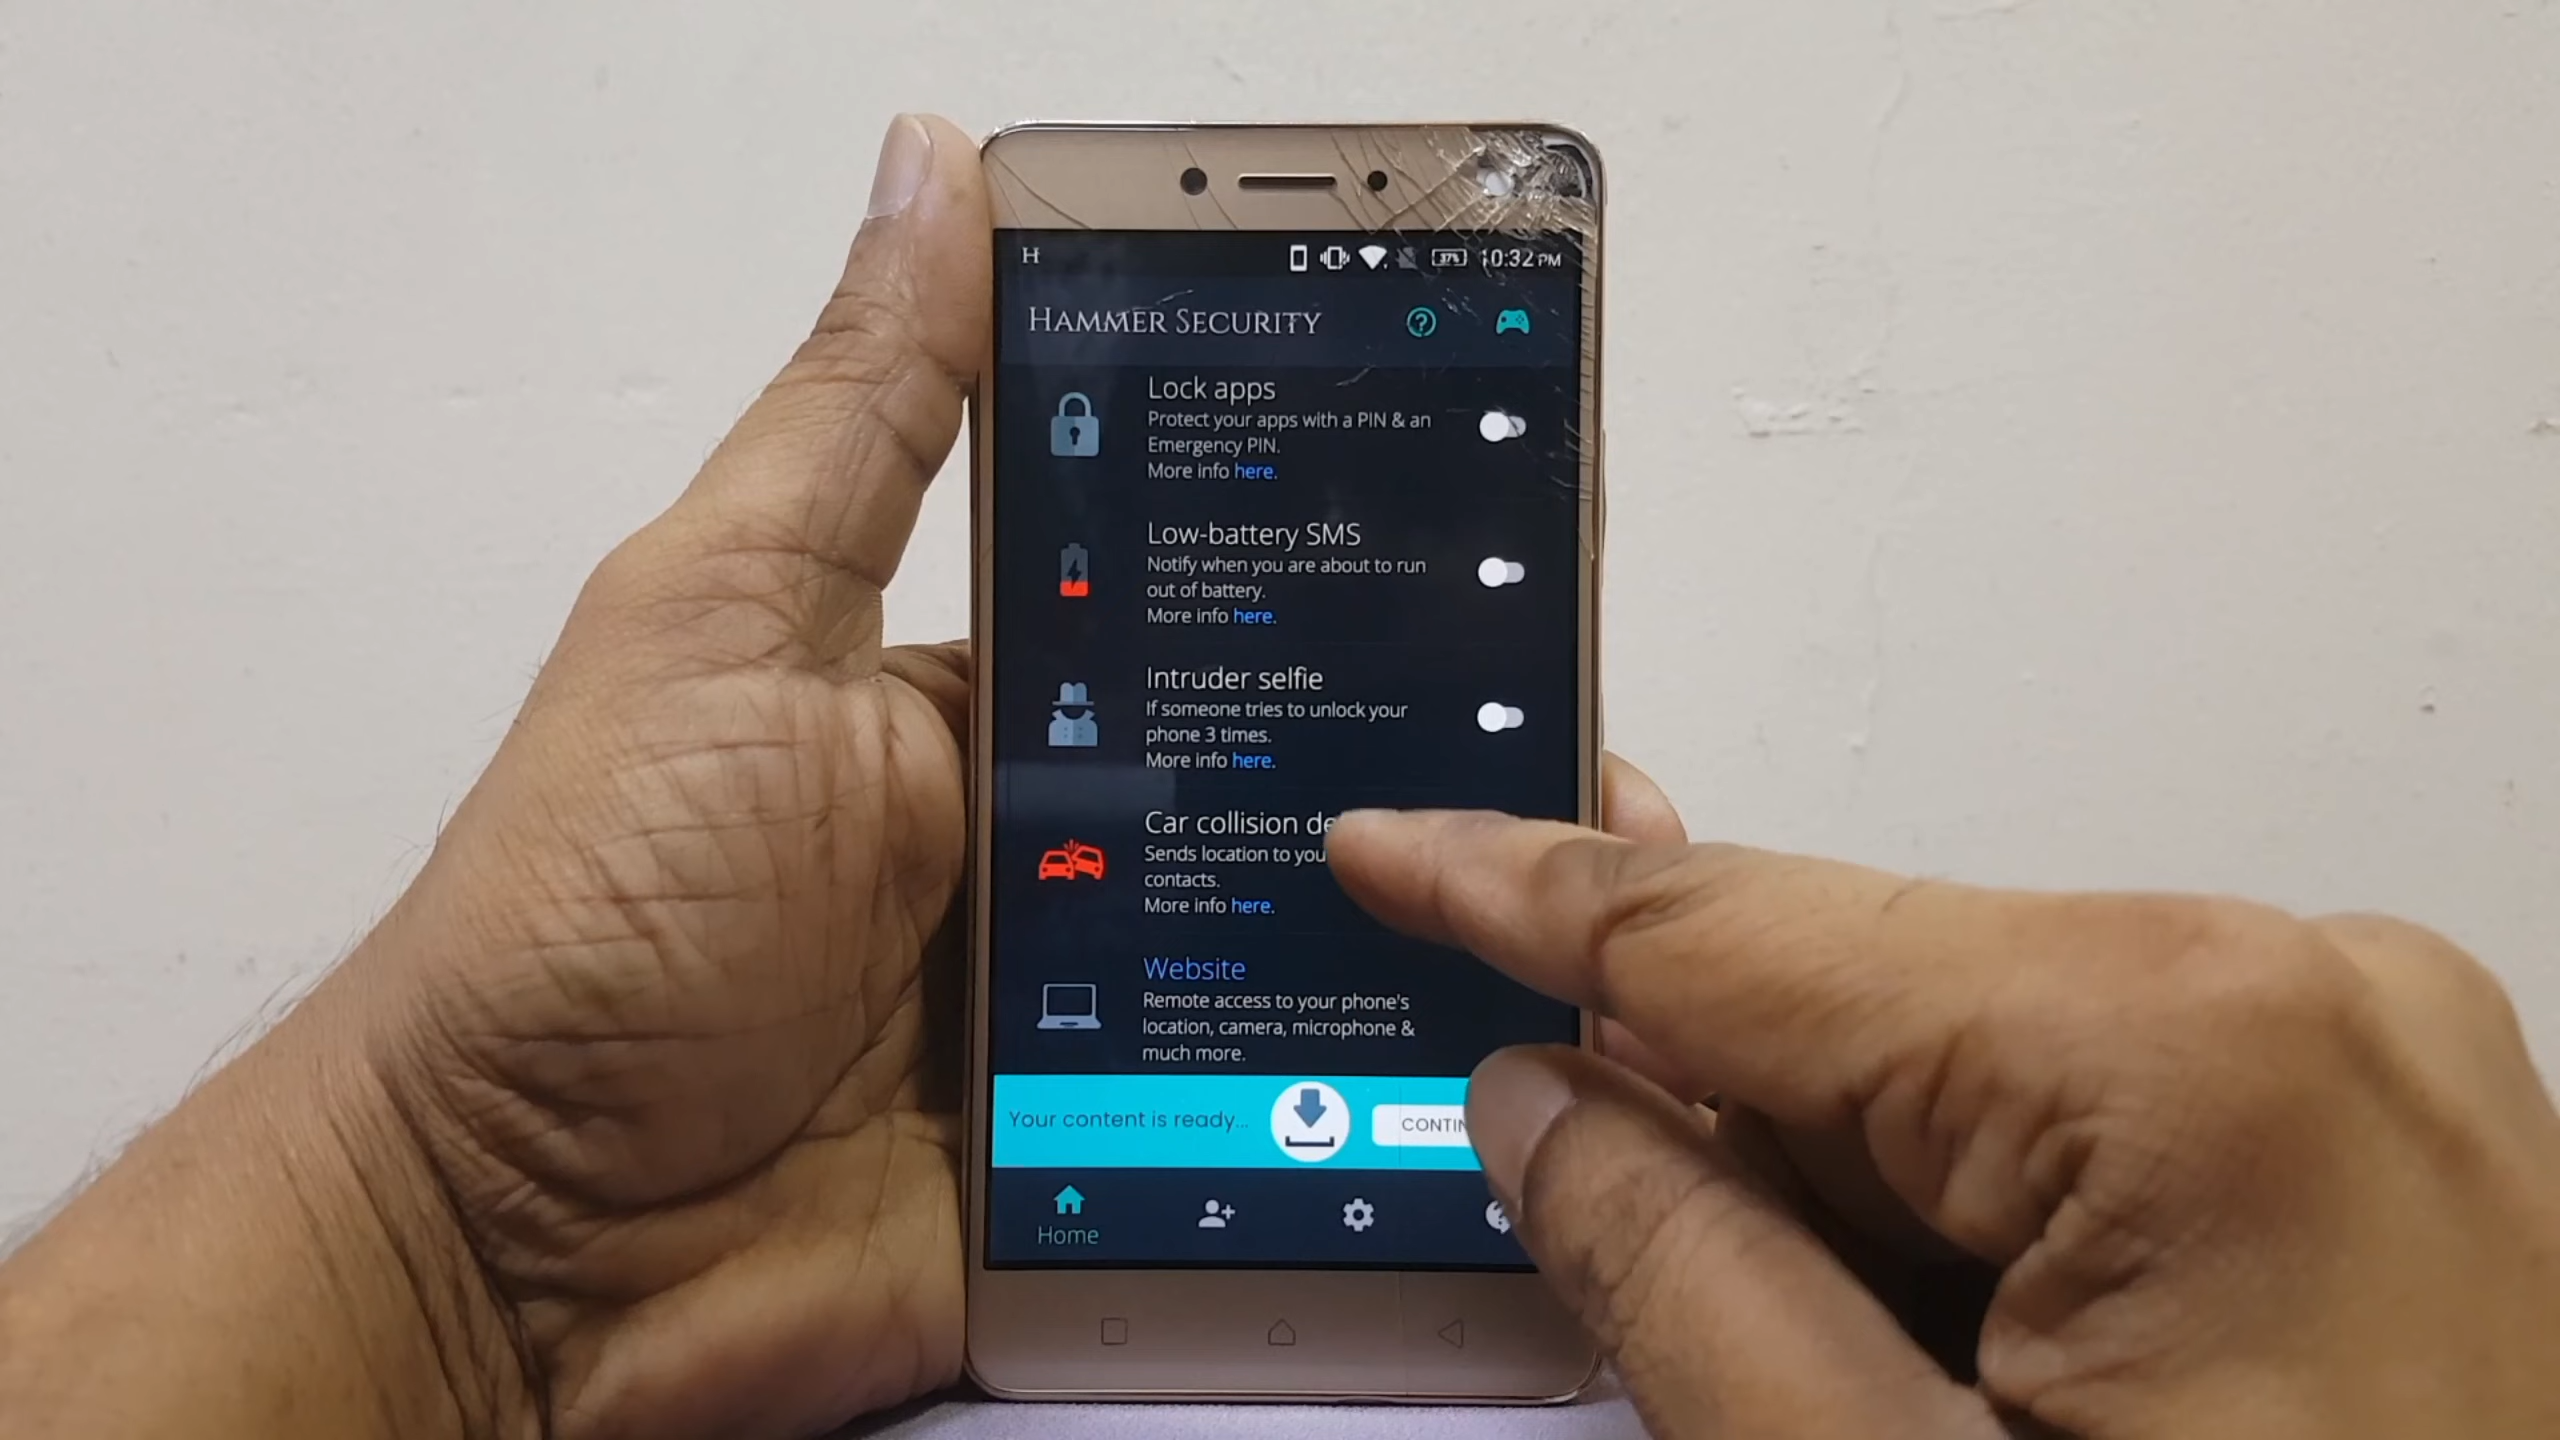 H
37% 10:32 PM
HAMMER SECURITY
Lock apps
Protect your apps with a PIN & an
Emergency PIN.
More info here.
Low-battery SMS
Notify when you are about to run
out of battery.
More info here.
Intruder selfie
If someone tries to unlock your
phone 3 times.
More info here.
Car collision
Sends location to
contacts.
More info here.
Website
Remote access to your phone's
location, camera, microphone &
much more.
Your content is ready...
Home